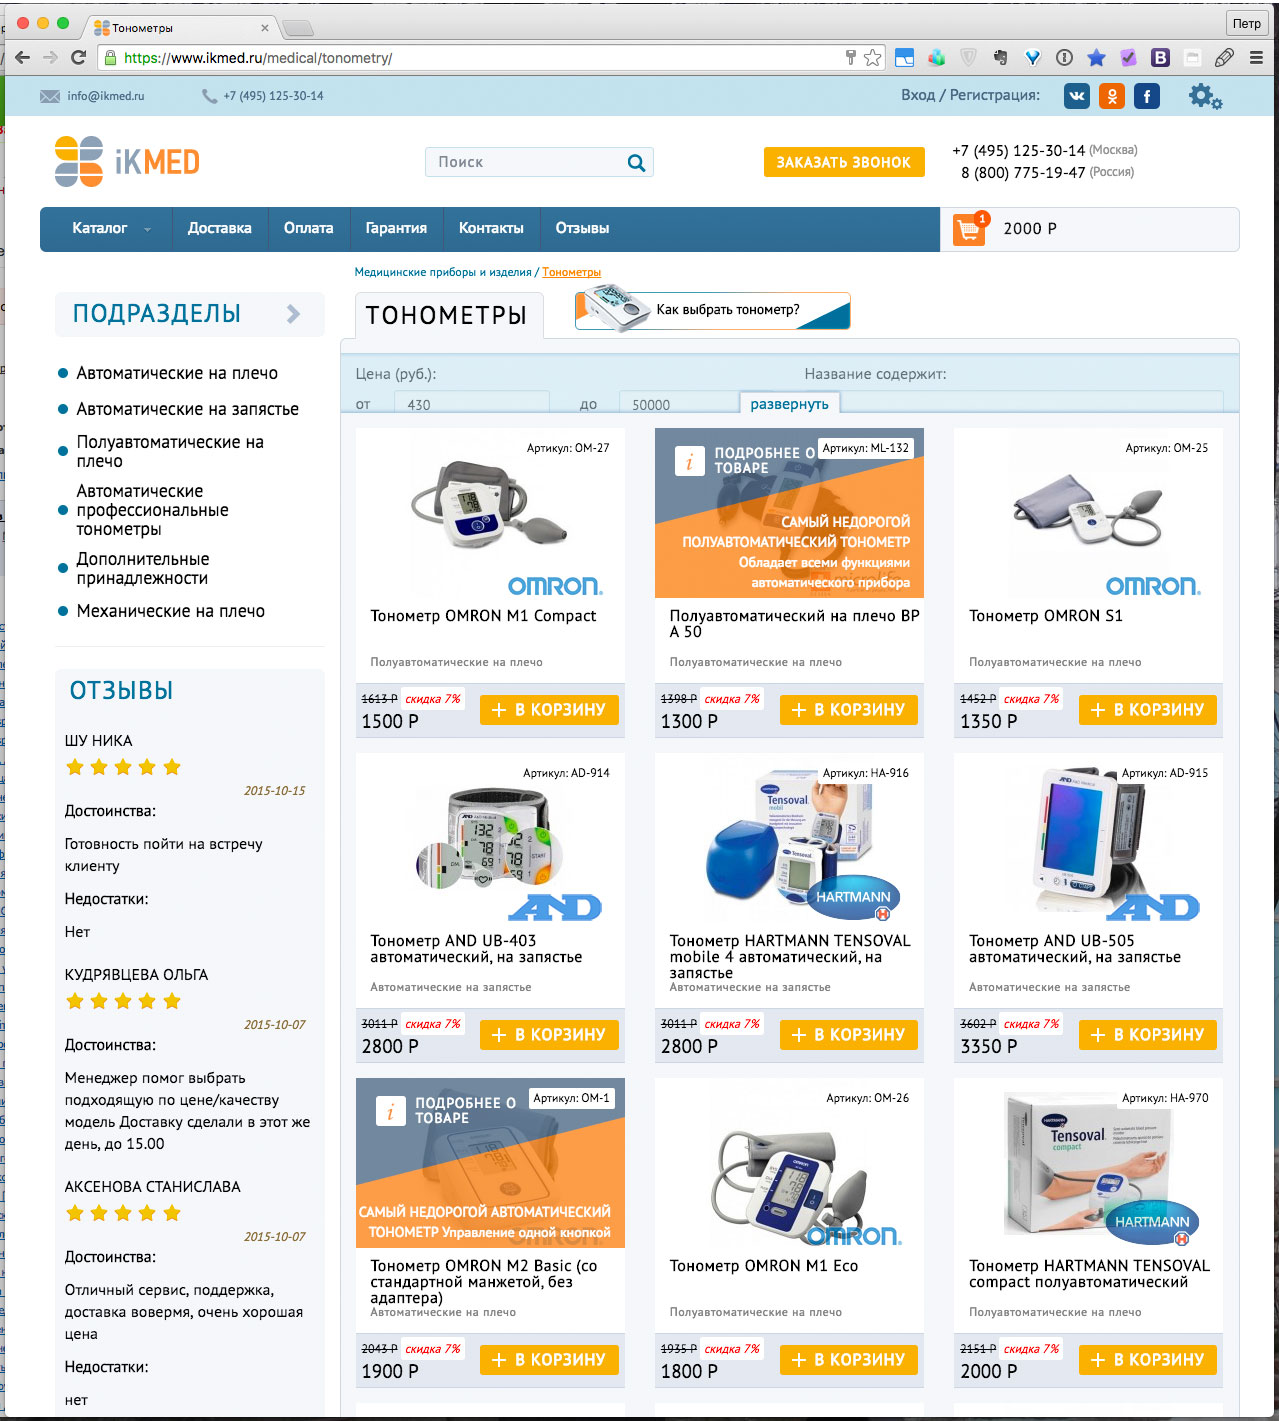 Тонометры
Петр
https://www.ikmed.ru/medical/tonometry/
info@ikmed.ru
+7 (495) 125-30-14
Вход / Регистрация:
iKMED
Поиск
ЗАКАЗАТЬ ЗВОНОК
+7 (495) 125-30-14 (Москва)
8 (800) 775-19-47 (Россия)
Каталог Доставка Оплата Гарантия Контакты Отзывы
1
2000 Р
Медицинские приборы и изделия / Тонометры
ПОДРАЗДЕЛЫ
Автоматические на плечо
Автоматические на запястье
Полуавтоматические на
плечо
Автоматические
профессиональные
тонометры
Дополнительные
принадлежности
Механические на плечо
ОТЗЫВЫ
ШУ НИКА
2015-10-15
Достоинства:
Готовность пойти на встречу
клиенту
Недостатки:
Нет
КУДРЯВЦЕВА ОЛЬГА
2015-10-07
Достоинства:
Менеджер помог выбрать
подходящую по цене/качеству
модель Доставку сделали в этот же
день, до 15.00
АКСЕНОВА СТАНИСЛАВА
2015-10-07
Достоинства:
Отличный сервис, поддержка,
доставка вовермя, очень хорошая
цена
Недостатки:
нет
ТОНОМЕТРЫ
Как выбрать тонометр?
Цена (руб.):
Название содержит:
от 430 до 50000
развернуть
Артикул: OM-27
OMRON
Тонометр OMRON M1 Compact
Полуавтоматические на плечо
1613 Р скидка 7%
1500 Р
+ В КОРЗИНУ
ПОДРОБНЕЕ О
ТОВАРЕ
Артикул: ML-132
САМЫЙ НЕДОРОГОЙ
ПОЛУАВТОМАТИЧЕСКИЙ ТОНОМЕТР
Обладает всеми функциями
автоматического прибора
Полуавтоматический на плечо BP
A 50
Полуавтоматические на плечо
1398 Р скидка 7%
1300 Р
+ В КОРЗИНУ
Артикул: OM-25
OMRON
Тонометр OMRON S1
Полуавтоматические на плечо
1452 Р скидка 7%
1350 Р
+ В КОРЗИНУ
Артикул: AD-914
AND
Тонометр AND UB-403
автоматический, на запястье
Автоматические на запястье
3011 Р скидка 7%
2800 Р
+ В КОРЗИНУ
Артикул: HA-916
Tensoval
mobil
HARTMANN
Тонометр HARTMANN TENSOVAL
mobile 4 автоматический, на
запястье
Автоматические на запястье
3011 Р скидка 7%
2800 Р
+ В КОРЗИНУ
Артикул: AD-915
AND
Тонометр AND UB-505
автоматический, на запястье
Автоматические на запястье
3602 Р скидка 7%
3350 Р
+ В КОРЗИНУ
ПОДРОБНЕЕ О
ТОВАРЕ
Артикул: OM-1
САМЫЙ НЕДОРОГОЙ АВТОМАТИЧЕСКИЙ
ТОНОМЕТР Управление одной кнопкой
Тонометр OMRON M2 Basic (со
стандартной манжетой, без
адаптера)
Автоматические на плечо
2043 Р скидка 7%
1900 Р
+ В КОРЗИНУ
Артикул: OM-26
OMRON
Тонометр OMRON M1 Eco
Полуавтоматические на плечо
1935 Р скидка 7%
1800 Р
+ В КОРЗИНУ
Артикул: HA-970
Tensoval
compact
HARTMANN
Тонометр HARTMANN TENSOVAL
compact полуавтоматический
Полуавтоматические на плечо
2151 Р скидка 7%
2000 Р
+ В КОРЗИНУ